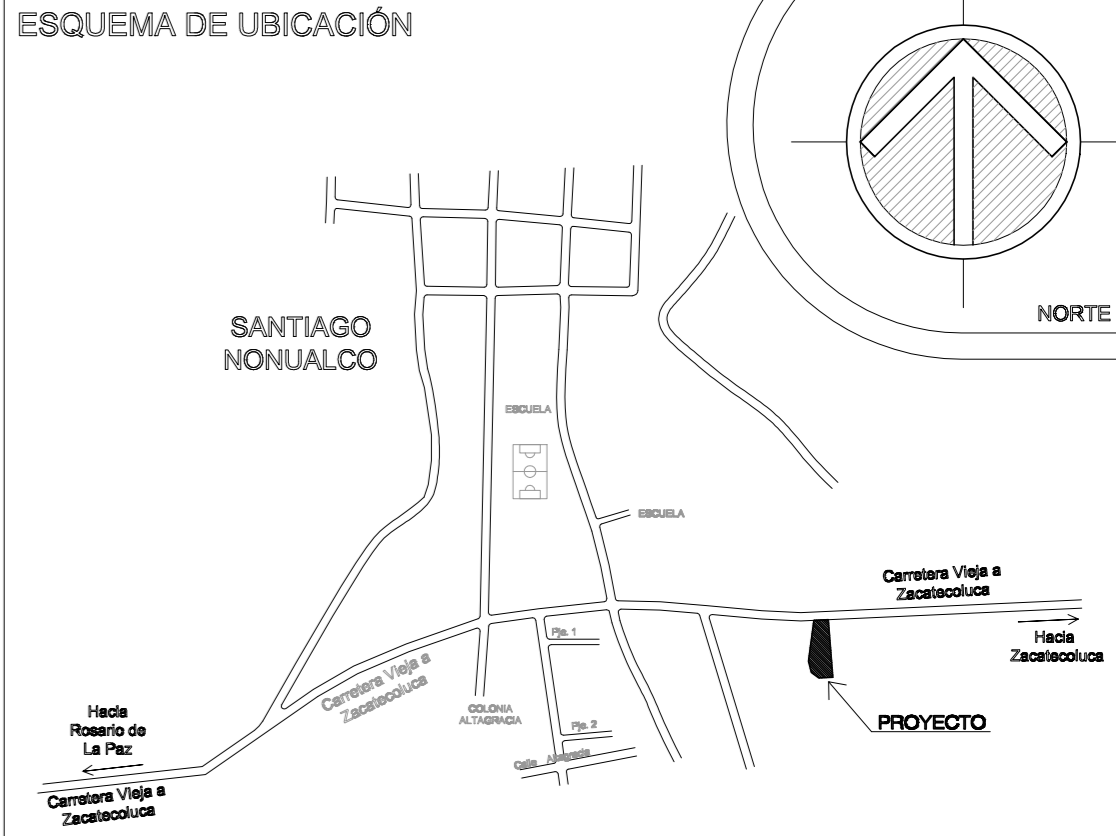 ESQUEMA DE UBICACIÓN
NORTE
SANTIAGO
NONUALCO
ESCUELA
ESCUELA
Carretera Vieja a
Zacatecoluca
Hacia
Zacatecoluca
Pje. 1
Carretera Vieja a
Zacatecoluca
COLONIA
ALTAGRACIA
Pje. 2
Calle Altagracia
PROYECTO
Hacia
Rosario de
La Paz
Carretera Vieja a
Zacatecoluca